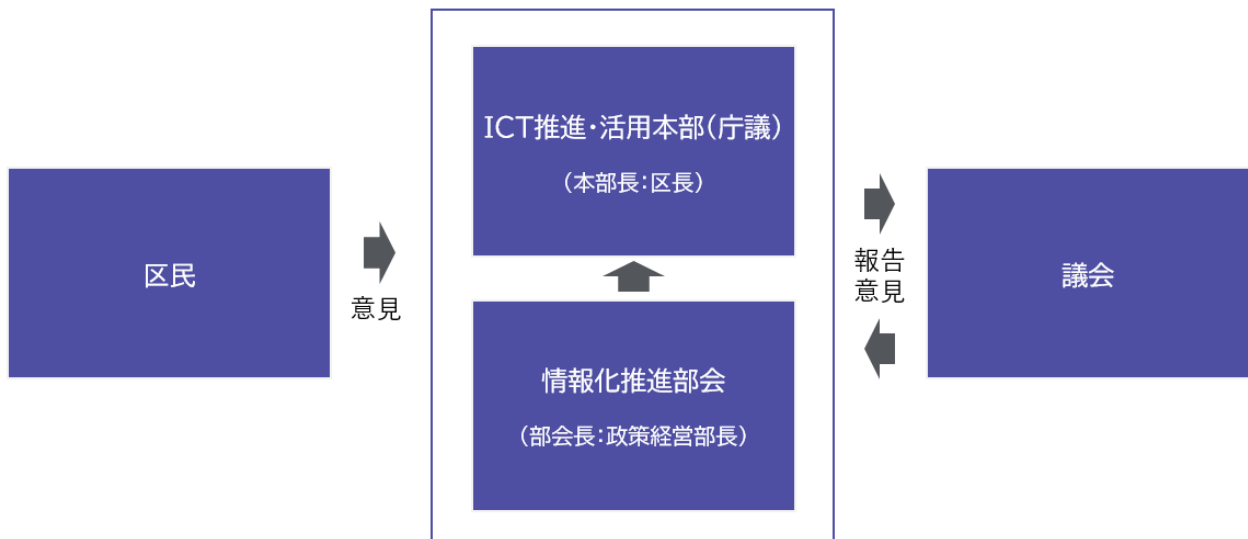 区民
意見
ICT推進・活用本部（庁議）
（本部長：区長）
情報化推進部会
（部会長：政策経営部長）
報告
意見
議会